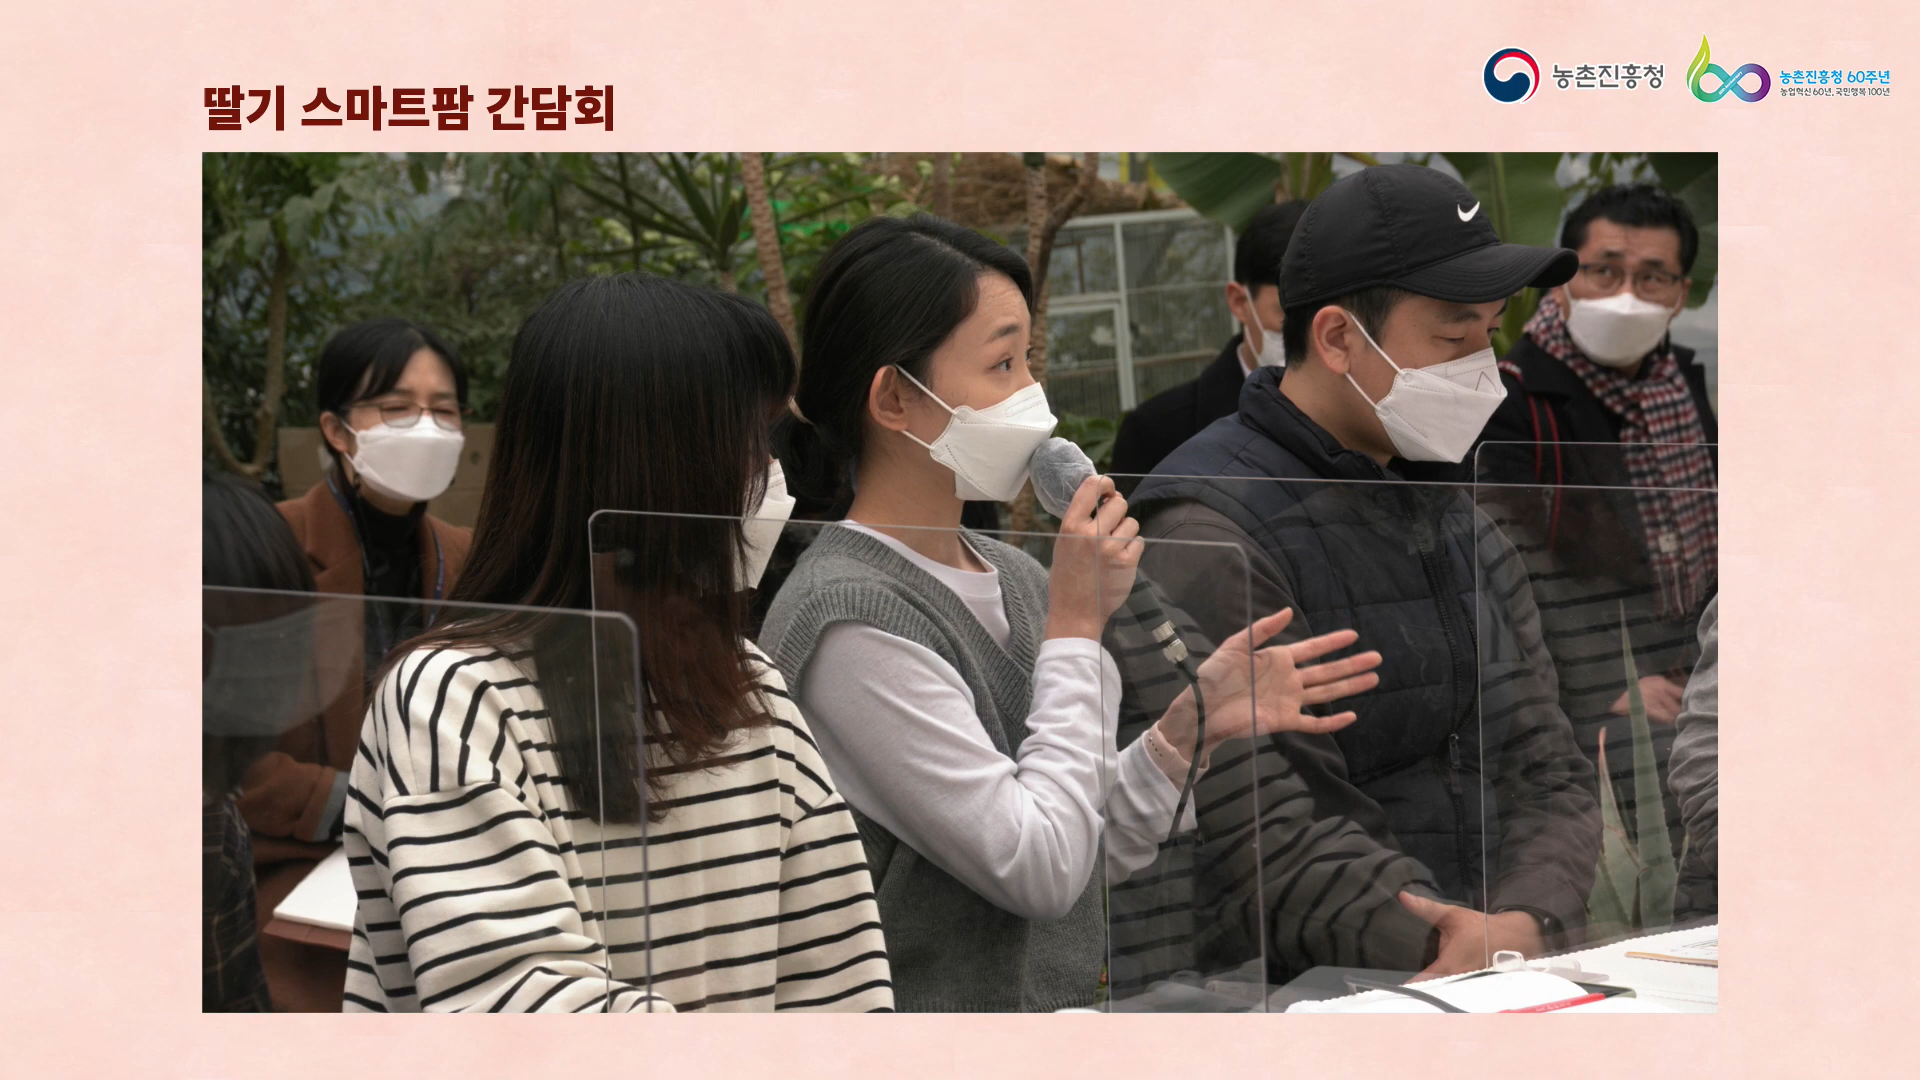 딸기 스마트팜 간담회
농촌진흥청
농촌진흥청 60주년
농업혁신 60년, 국민행복 100년